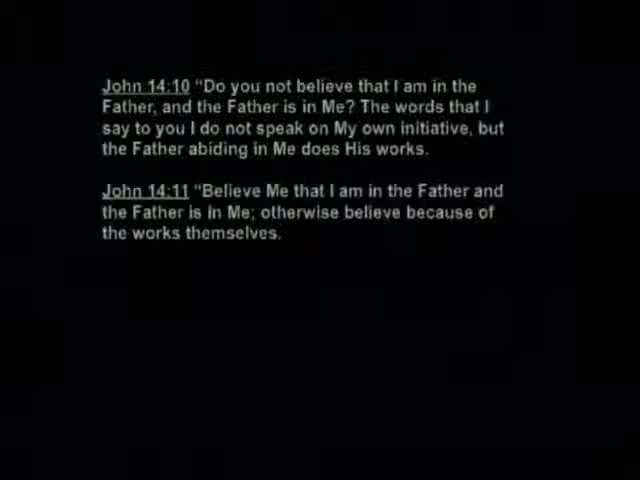 John 14:10 "Do you not believe that I am in the
Father, and the Father is in Me? The words that I
say to you I do not speak on My own initiative, but
the Father abiding in Me does His works.
John 14:11 "Believe Me that I am in the Father and
the Father is in Me; otherwise believe because of
the works themselves.